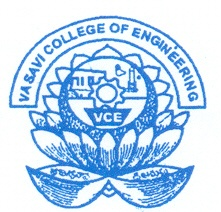 VASAVI COLLEGE OF ENGINEERING
VCE